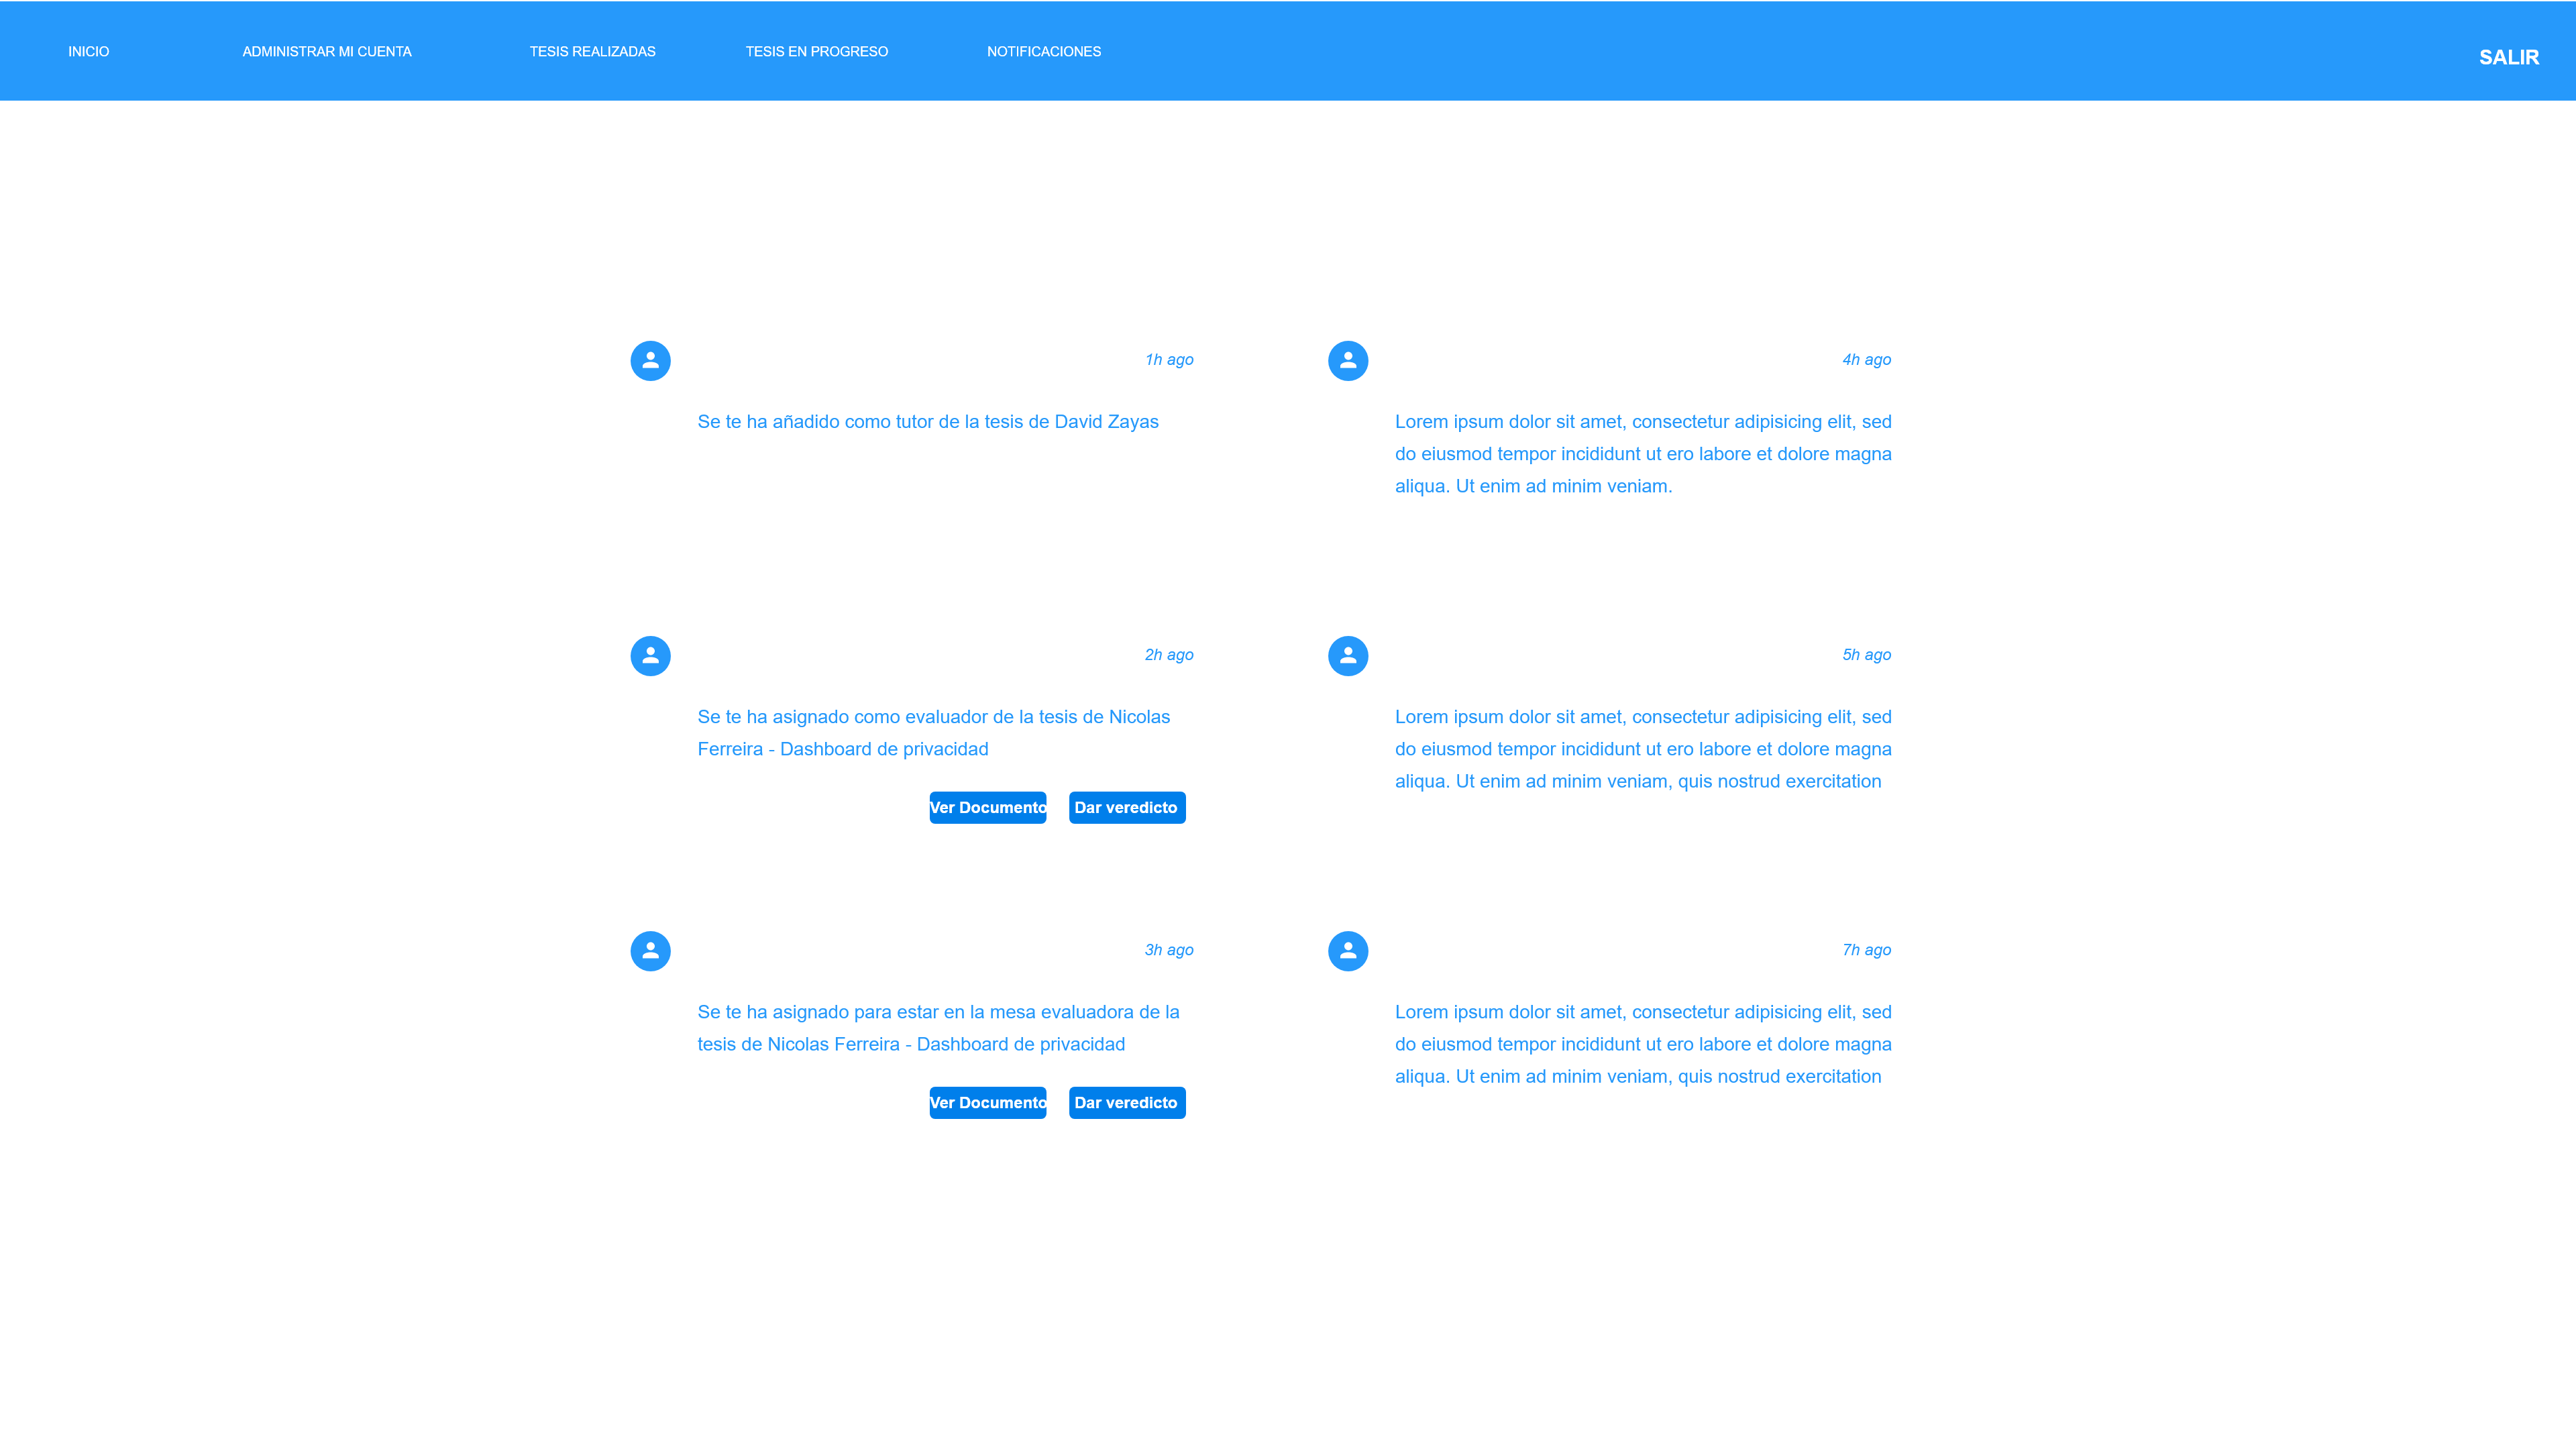 INICIO
ADMINISTRAR MI CUENTA
TESIS REALIZADAS
TESIS EN PROGRESO
NOTIFICACIONES
SALIR
1h ago
Se te ha añadido como tutor de la tesis de David Zayas
2h ago
Se te ha asignado como evaluador de la tesis de Nicolas
Ferreira - Dashboard de privacidad
Ver Documento
Dar veredicto
3h ago
Se te ha asignado para estar en la mesa evaluadora de la
tesis de Nicolas Ferreira - Dashboard de privacidad
Ver Documento
Dar veredicto
4h ago
Lorem ipsum dolor sit amet, consectetur adipisicing elit, sed
do eiusmod tempor incididunt ut ero labore et dolore magna
aliqua. Ut enim ad minim veniam.
5h ago
Lorem ipsum dolor sit amet, consectetur adipisicing elit, sed
do eiusmod tempor incididunt ut ero labore et dolore magna
aliqua. Ut enim ad minim veniam, quis nostrud exercitation
7h ago
Lorem ipsum dolor sit amet, consectetur adipisicing elit, sed
do eiusmod tempor incididunt ut ero labore et dolore magna
aliqua. Ut enim ad minim veniam, quis nostrud exercitation